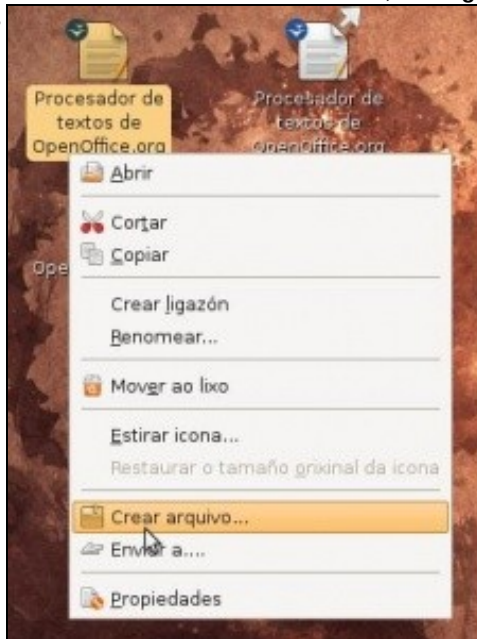 Procesador de
textos de
OpenOffice.org
Procesador de
textos de
OpenOffice.org
Abrir
Ope
Cortar
Copiar
Crear ligazón
Renomear...
Mover ao lixo
Estirar icona...
Restaurar o tamaño orixinal da icona
Crear arquivo...
Enviar a....
Propiedades